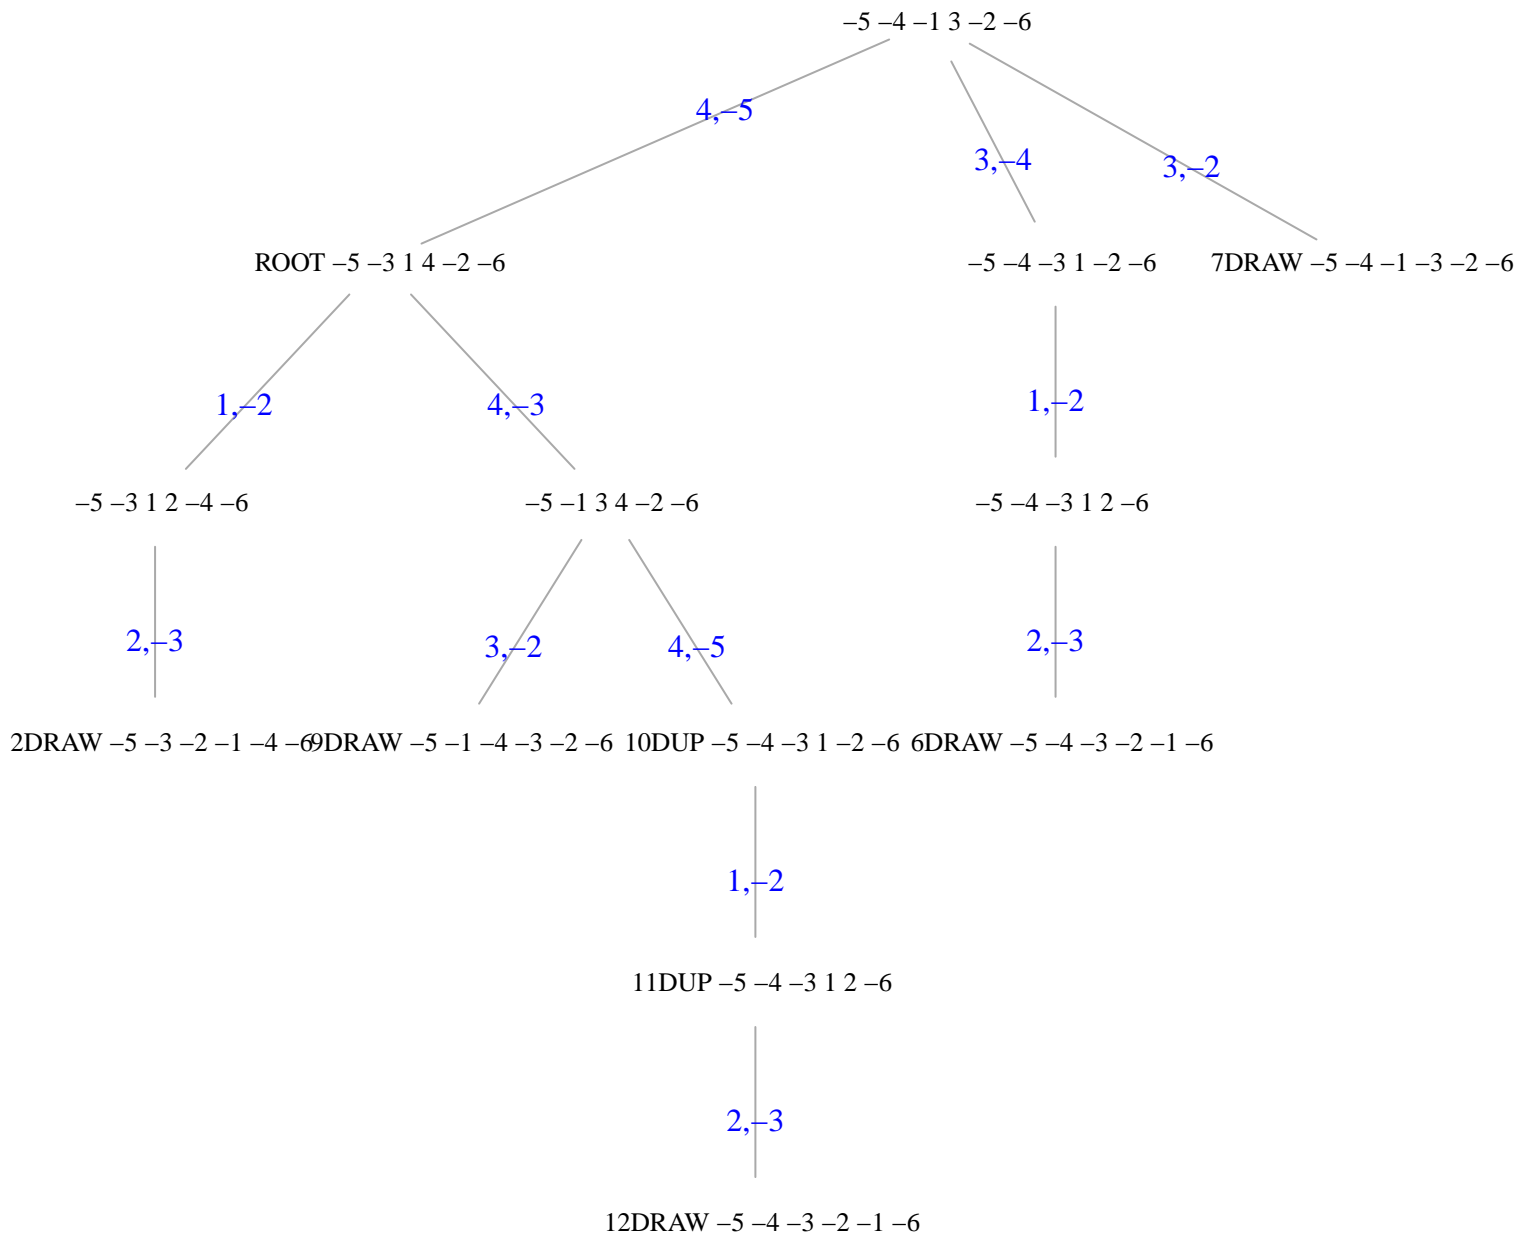 –5 –4 –1 3 –2 –6
4,–5
3,–4
3,–2
ROOT –5 –3 1 4 –2 –6
–5 –4 –3 1 –2 –6
7DRAW –5 –4 –1 –3 –2 –6
1,–2
4,–3
1,–2
–5 –3 1 2 –4 –6
–5 –1 3 4 –2 –6
–5 –4 –3 1 2 –6
2,–3
3,–2
4,–5
2,–3
2DRAW –5 –3 –2 –1 –4 –6
9DRAW –5 –1 –4 –3 –2 –6
10DUP –5 –4 –3 1 –2 –6
6DRAW –5 –4 –3 –2 –1 –6
1,–2
11DUP –5 –4 –3 1 2 –6
2,–3
12DRAW –5 –4 –3 –2 –1 –6